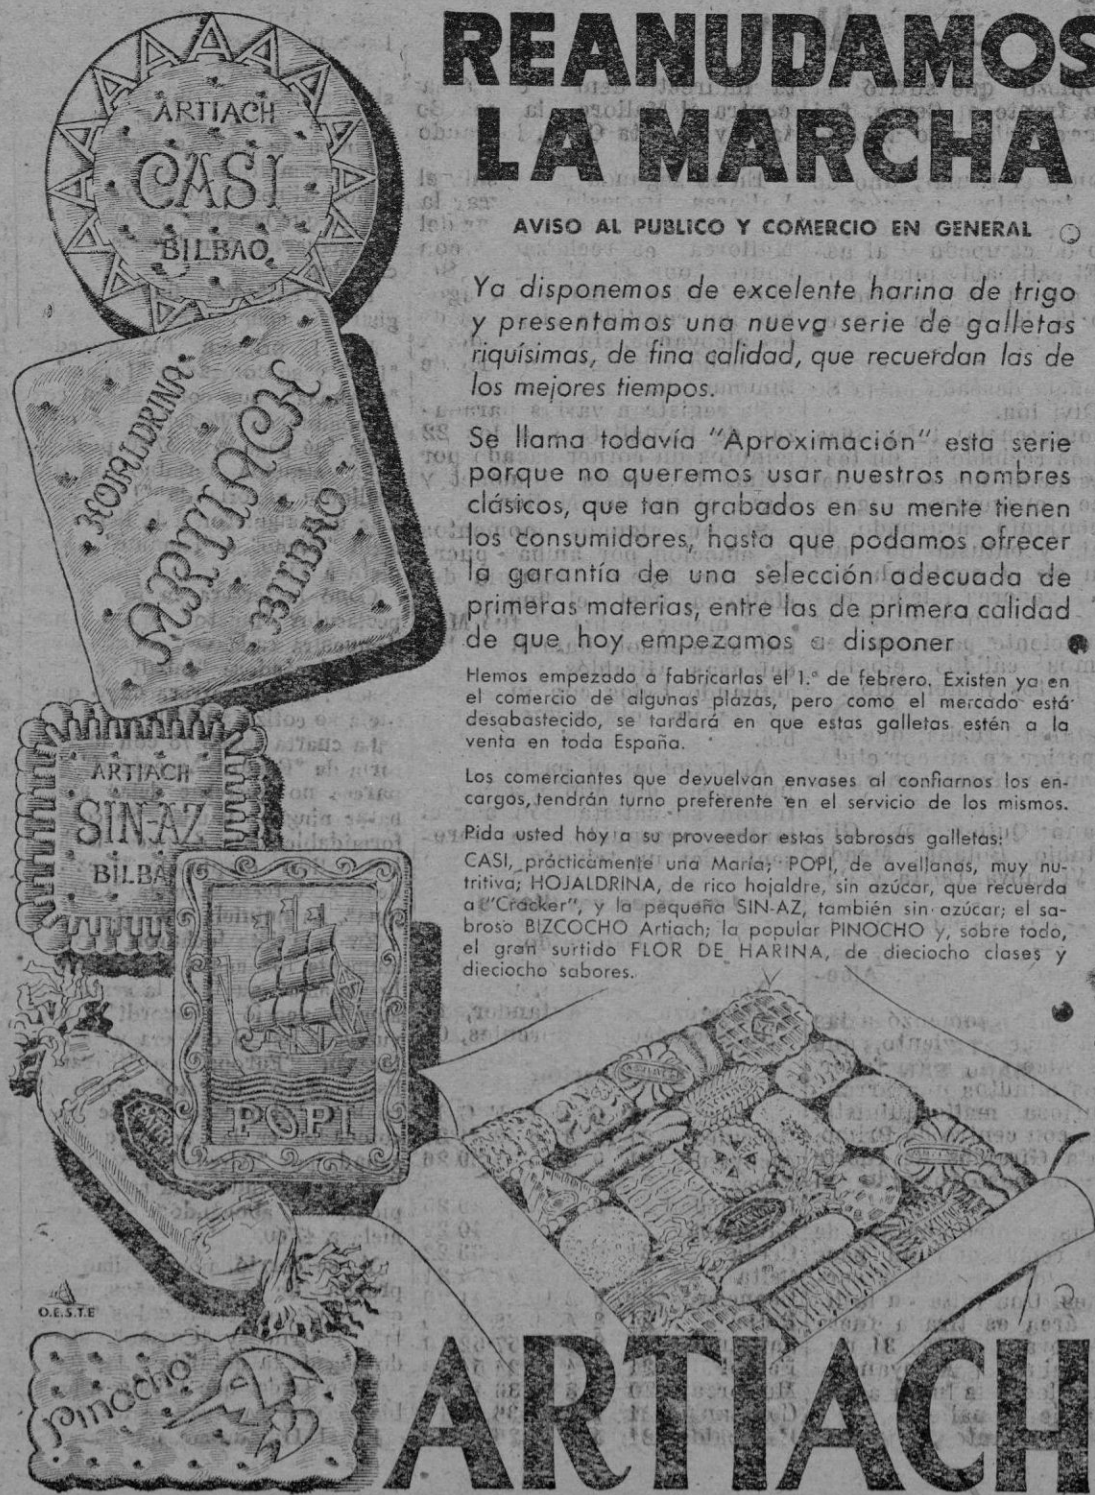 REANUDAMOS
LA MARCHA
AVISO AL PUBLICO Y COMERCIO EN GENERAL
Ya disponemos de excelente harina de trigo
y presentamos una nueva serie de galletas
riquísimas, de fina calidad, que recuerdan las de
los mejores tiempos.
Se llama todavía "Aproximación" esta serie
porque no queremos usar nuestros nombres
clásicos, que tan grabados en su mente tienen
los consumidores, hasta que podamos ofrecer
la garantía de una selección adecuada de
primeras materias, entre las de primera calidad
de que hoy empezamos a disponer
Hemos empezado a fabricarlas el 1.º de febrero. Existen ya en
el comercio de algunas plazas, pero como el mercado está
desabastecido, se tardará en que estas galletas estén a la
venta en toda España.
Los comerciantes que devuelvan envases al confiarnos los en-
cargos, tendrán turno preferente en el servicio de los mismos.
Pida usted hoy a su proveedor estas sabrosas galletas:
CASI, prácticamente una María; POPI, de avellanas, muy nu-
tritiva; HOJALDRINA, de rico hojaldre, sin azúcar, que recuerda
a "Cracker", y la pequeña SIN-AZ, también sin azúcar; el sa-
broso BIZCOCHO Artiach; la popular PINOCHO y, sobre todo,
el gran surtido FLOR DE HARINA, de dieciocho clases y
dieciocho sabores.
ARTIACH
CASI
BILBAO
HOJALDRINA
ARTIACH
BILBAO
ARTIACH
SIN-AZ
BILBA
POPI
O.E.S.T.E
Pinocho
ARTIACH